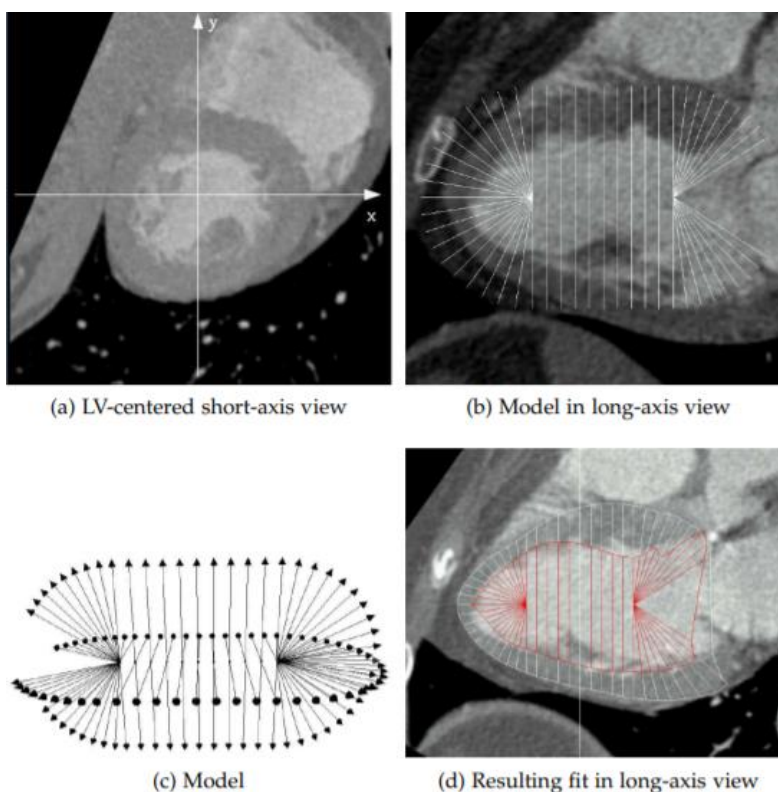 y
x
(a) LV-centered short-axis view
(b) Model in long-axis view
(c) Model
(d) Resulting fit in long-axis view